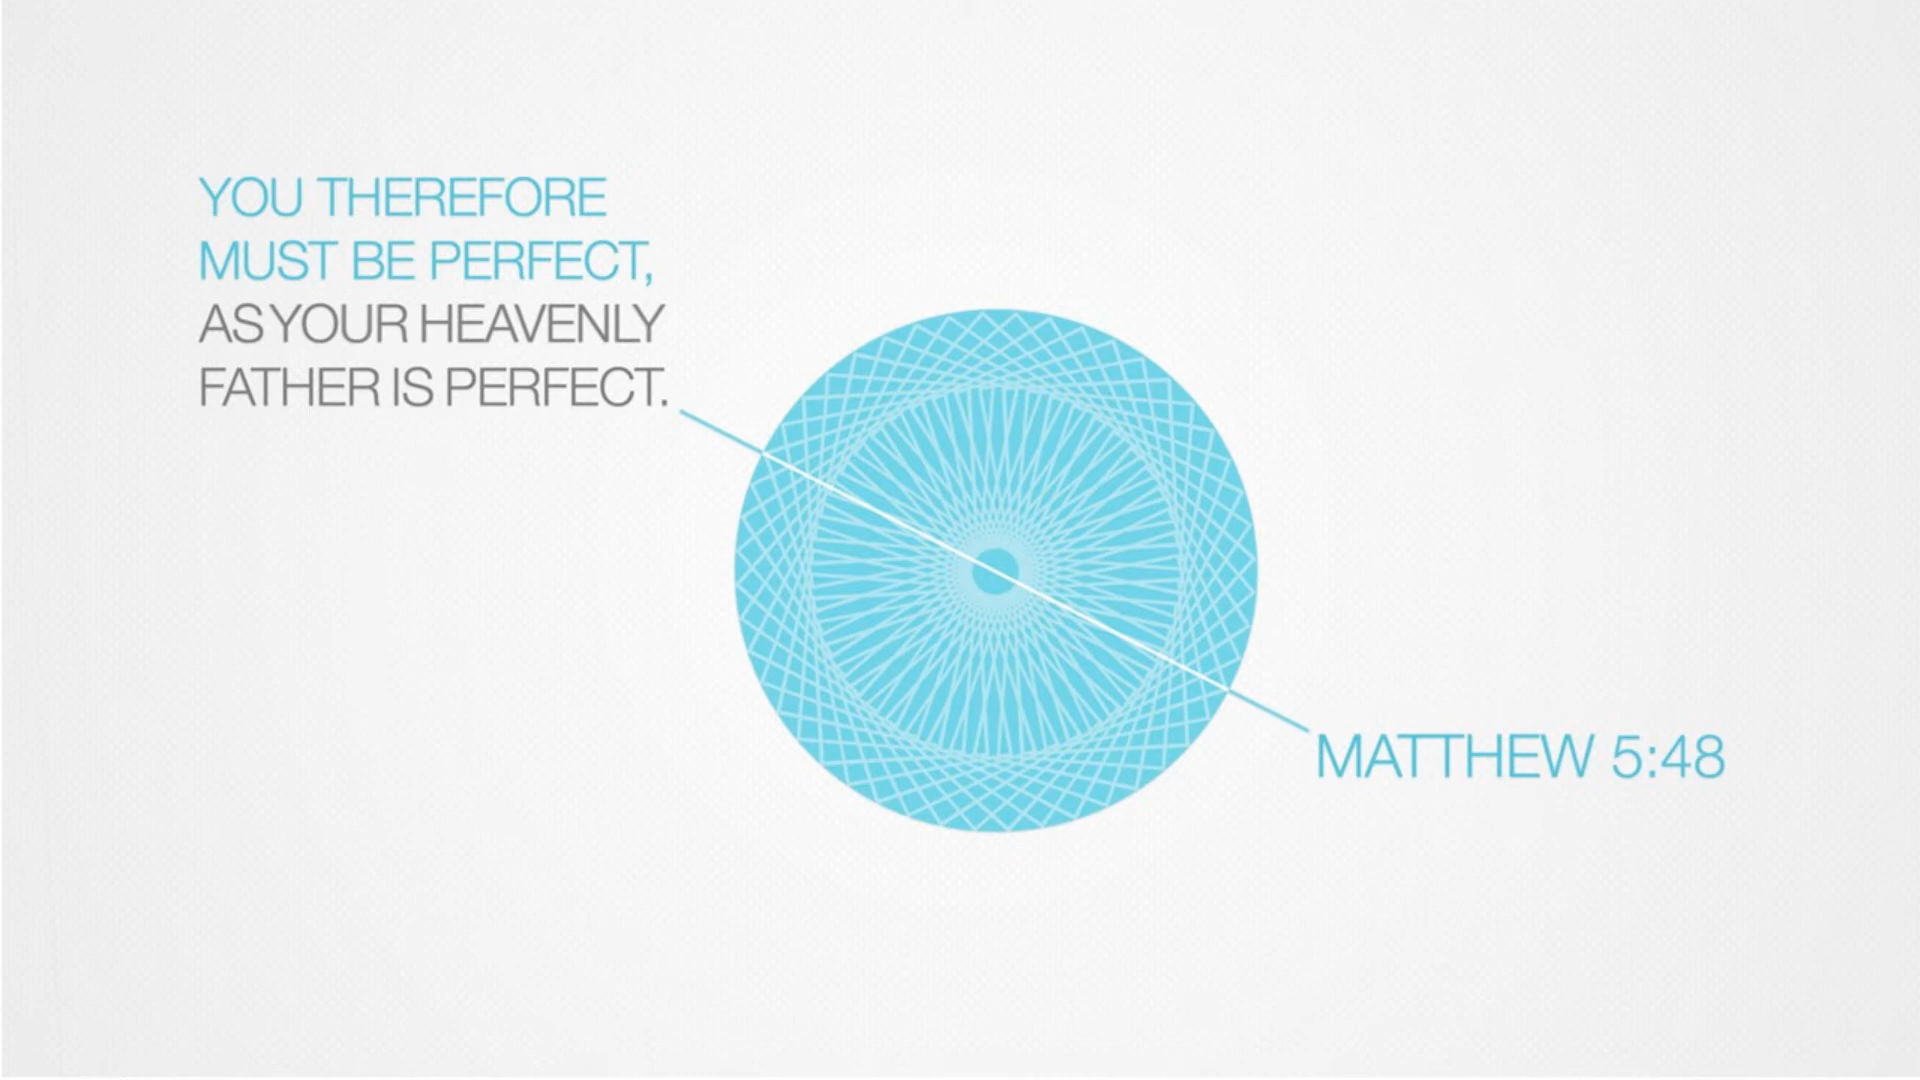 YOU THEREFORE
MUST BE PERFECT,
AS YOUR HEAVENLY
FATHER IS PERFECT.
MATTHEW 5:48